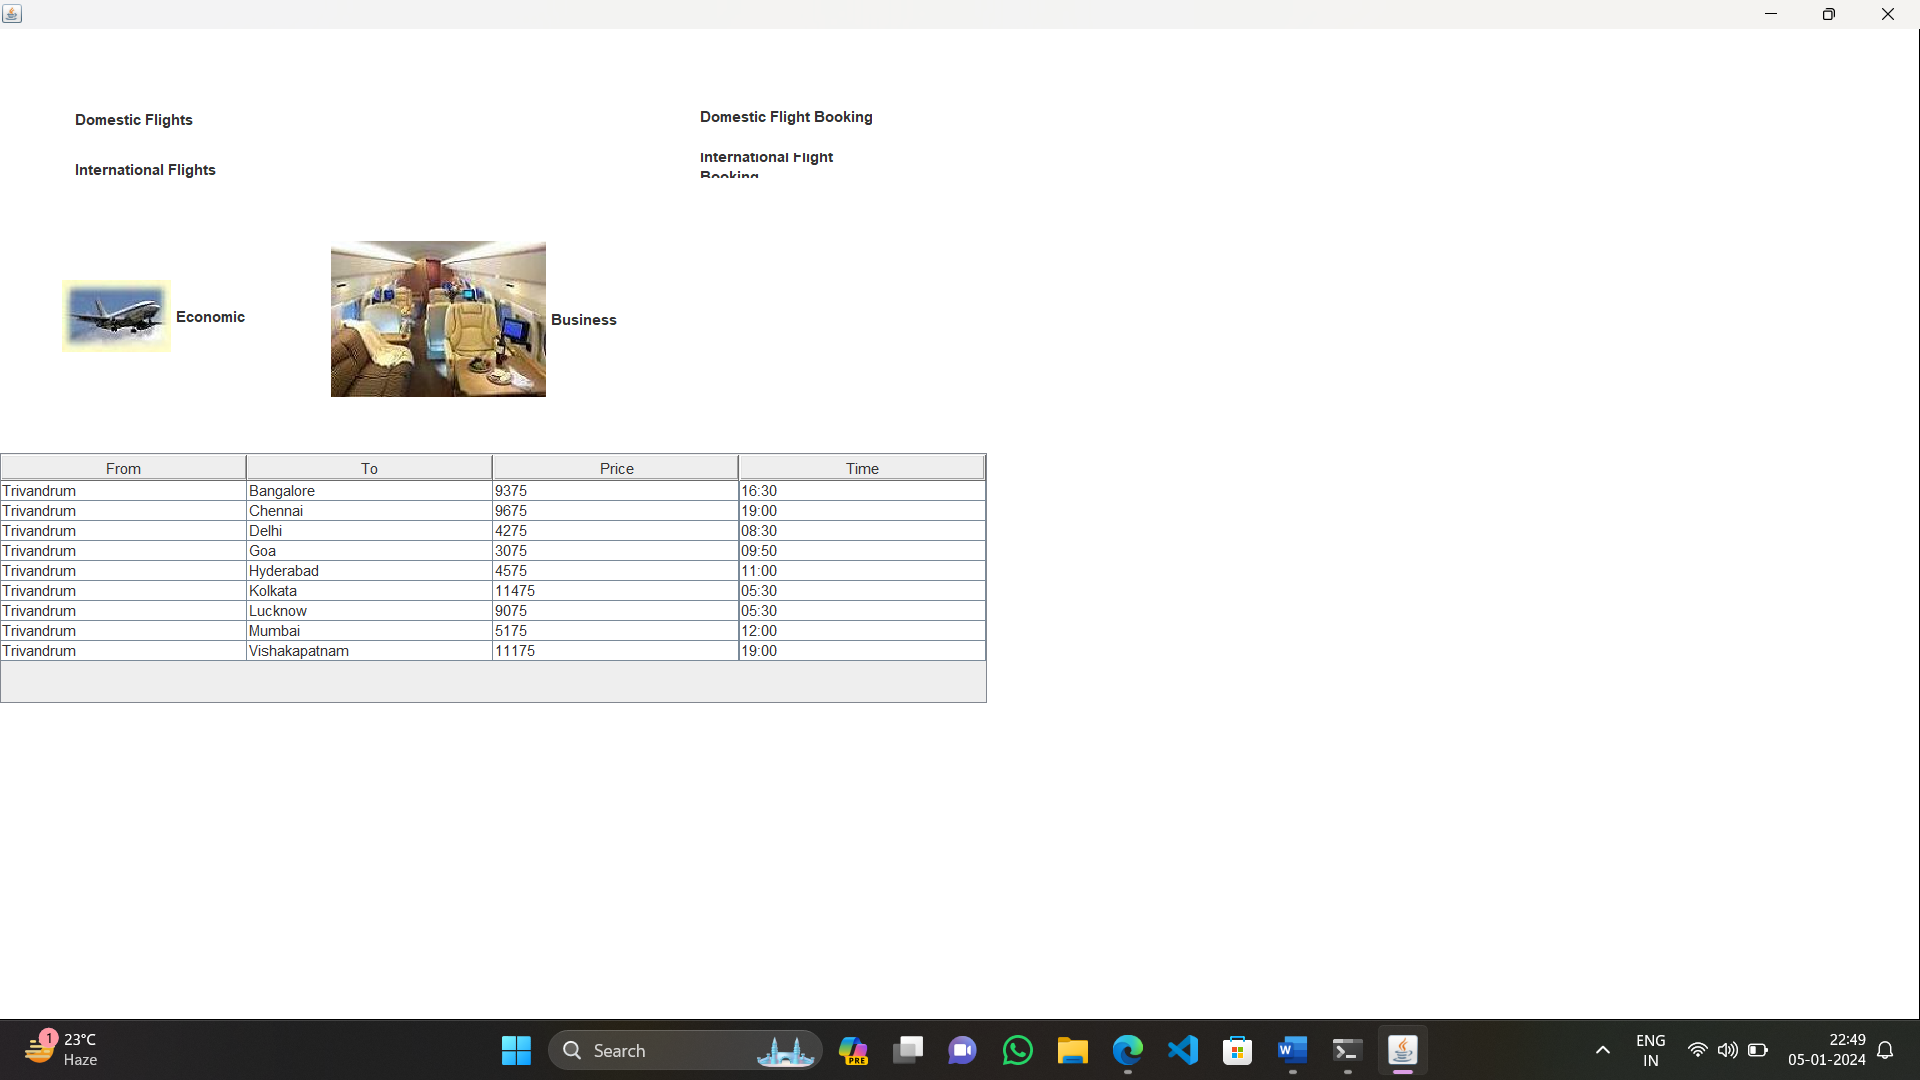 Domestic Flights
Domestic Flight Booking
International Flights
International Flight
Booking
Economic
Business
From To Price Time
Trivandrum Bangalore 9375 16:30
Trivandrum Chennai 9675 19:00
Trivandrum Delhi 4275 08:30
Trivandrum Goa 3075 09:50
Trivandrum Hyderabad 4575 11:00
Trivandrum Kolkata 11475 05:30
Trivandrum Lucknow 9075 05:30
Trivandrum Mumbai 5175 12:00
Trivandrum Vishakapatnam 11175 19:00
1
23°C
Haze
Search
PRE
W
ENG
IN
22:49
05-01-2024